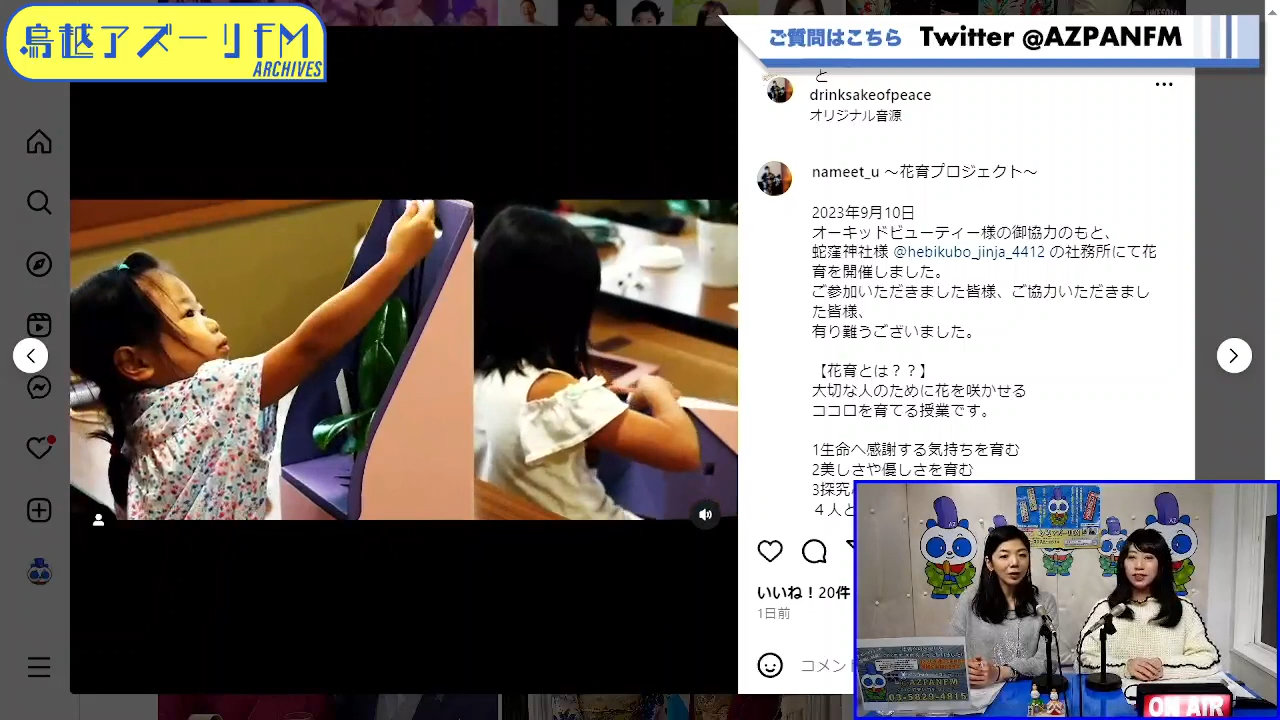 鳥越アズーリFM
ARCHIVES
ご質問はこちら Twitter @AZPANFM
と
drinksakeofpeace
オリジナル音源
nameet_u ～花育プロジェクト～
2023年9月10日
オーキッドビューティー様の御協力のもと、
蛇窪神社様 @hebikubo_jinja_4412 の社務所にて花
育を開催しました。
ご参加いただきました皆様、ご協力いただきまし
た皆様、
有り難うございました。
【花育とは？？】
大切な人のために花を咲かせる
ココロを育てる授業です。
1生命へ感謝する気持ちを育む
2美しさや優しさを育む
3探究
４人と
いいね！20件
1日前
コメン
AZPANFM
03-5829-4815
ON AIR